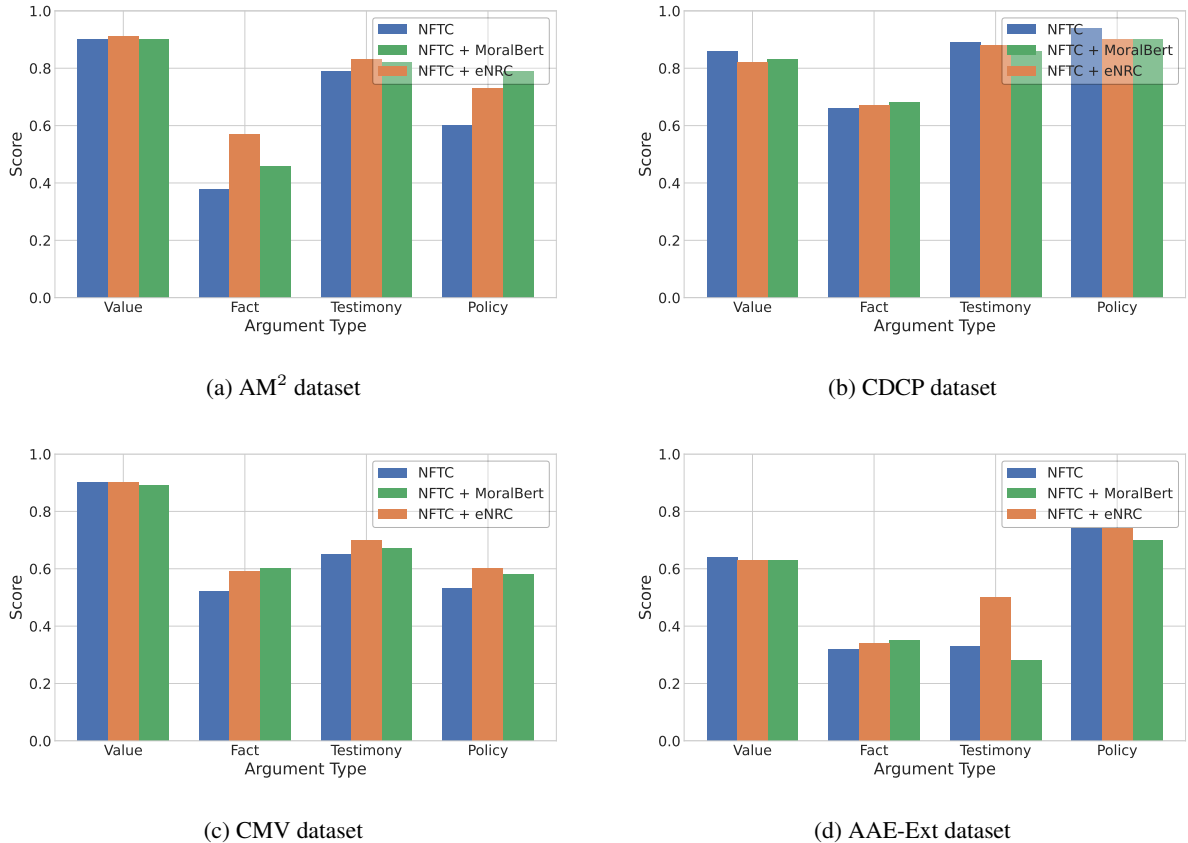 1.0
0.8
0.6
0.4
0.2
0.0
Score
NFTC
NFTC + MoralBert
NFTC + eNRC
Value Fact Testimony Policy
Argument Type
(a) AM² dataset
1.0
0.8
0.6
0.4
0.2
0.0
Score
NFTC
NFTC + MoralBert
NFTC + eNRC
Value Fact Testimony Policy
Argument Type
(b) CDCP dataset
1.0
0.8
0.6
0.4
0.2
0.0
Score
NFTC
NFTC + MoralBert
NFTC + eNRC
Value Fact Testimony Policy
Argument Type
(c) CMV dataset
1.0
0.8
0.6
0.4
0.2
0.0
Score
NFTC
NFTC + MoralBert
NFTC + eNRC
Value Fact Testimony Policy
Argument Type
(d) AAE-Ext dataset